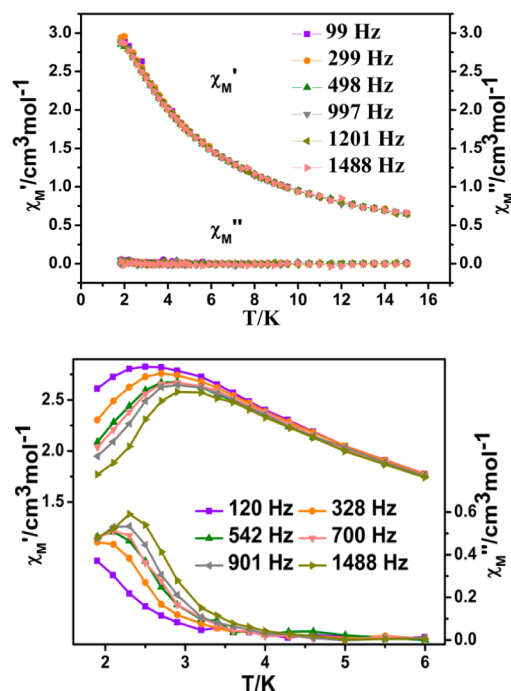 3.0
2.5
2.0
1.5
1.0
0.5
0.0
χM'/cm3mol-1
χM'
χM''
99 Hz
299 Hz
498 Hz
997 Hz
1201 Hz
1488 Hz
3.0
2.5
2.0
1.5
1.0
0.5
0.0
χM''/cm3mol-1
0 2 4 6 8 10 12 14 16
T/K
2.5
2.0
1.5
χM'/cm3mol-1
120 Hz 328 Hz
542 Hz 700 Hz
901 Hz 1488 Hz
0.6
0.4
0.2
0.0
χM''/cm3mol-1
2 3 4 5 6
T/K